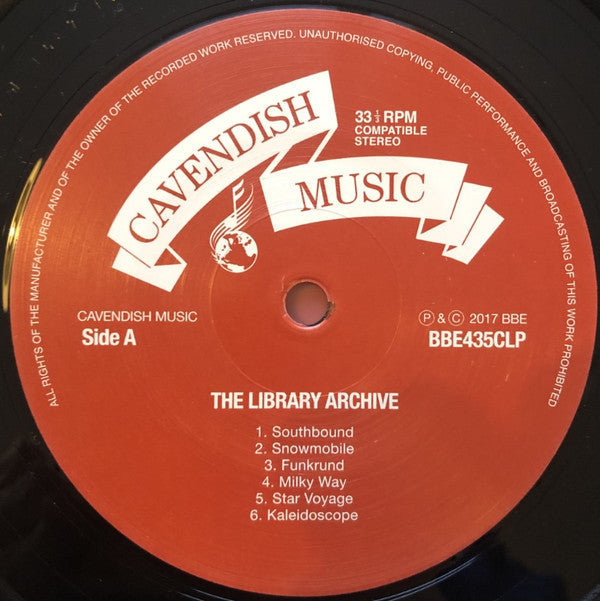 ALL RIGHTS OF THE MANUFACTURER AND OF THE OWNER OF THE RECORDED WORK RESERVED. UNAUTHORISED COPYING, PUBLIC PERFORMANCE AND BROADCASTING OF THIS WORK PROHIBITED
CAVENDISH
MUSIC
33 1/3 RPM
COMPATIBLE
STEREO
CAVENDISH MUSIC
Side A
Ⓟ & © 2017 BBE
BBE435CLP
THE LIBRARY ARCHIVE
1. Southbound
2. Snowmobile
3. Funkrund
4. Milky Way
5. Star Voyage
6. Kaleidoscope